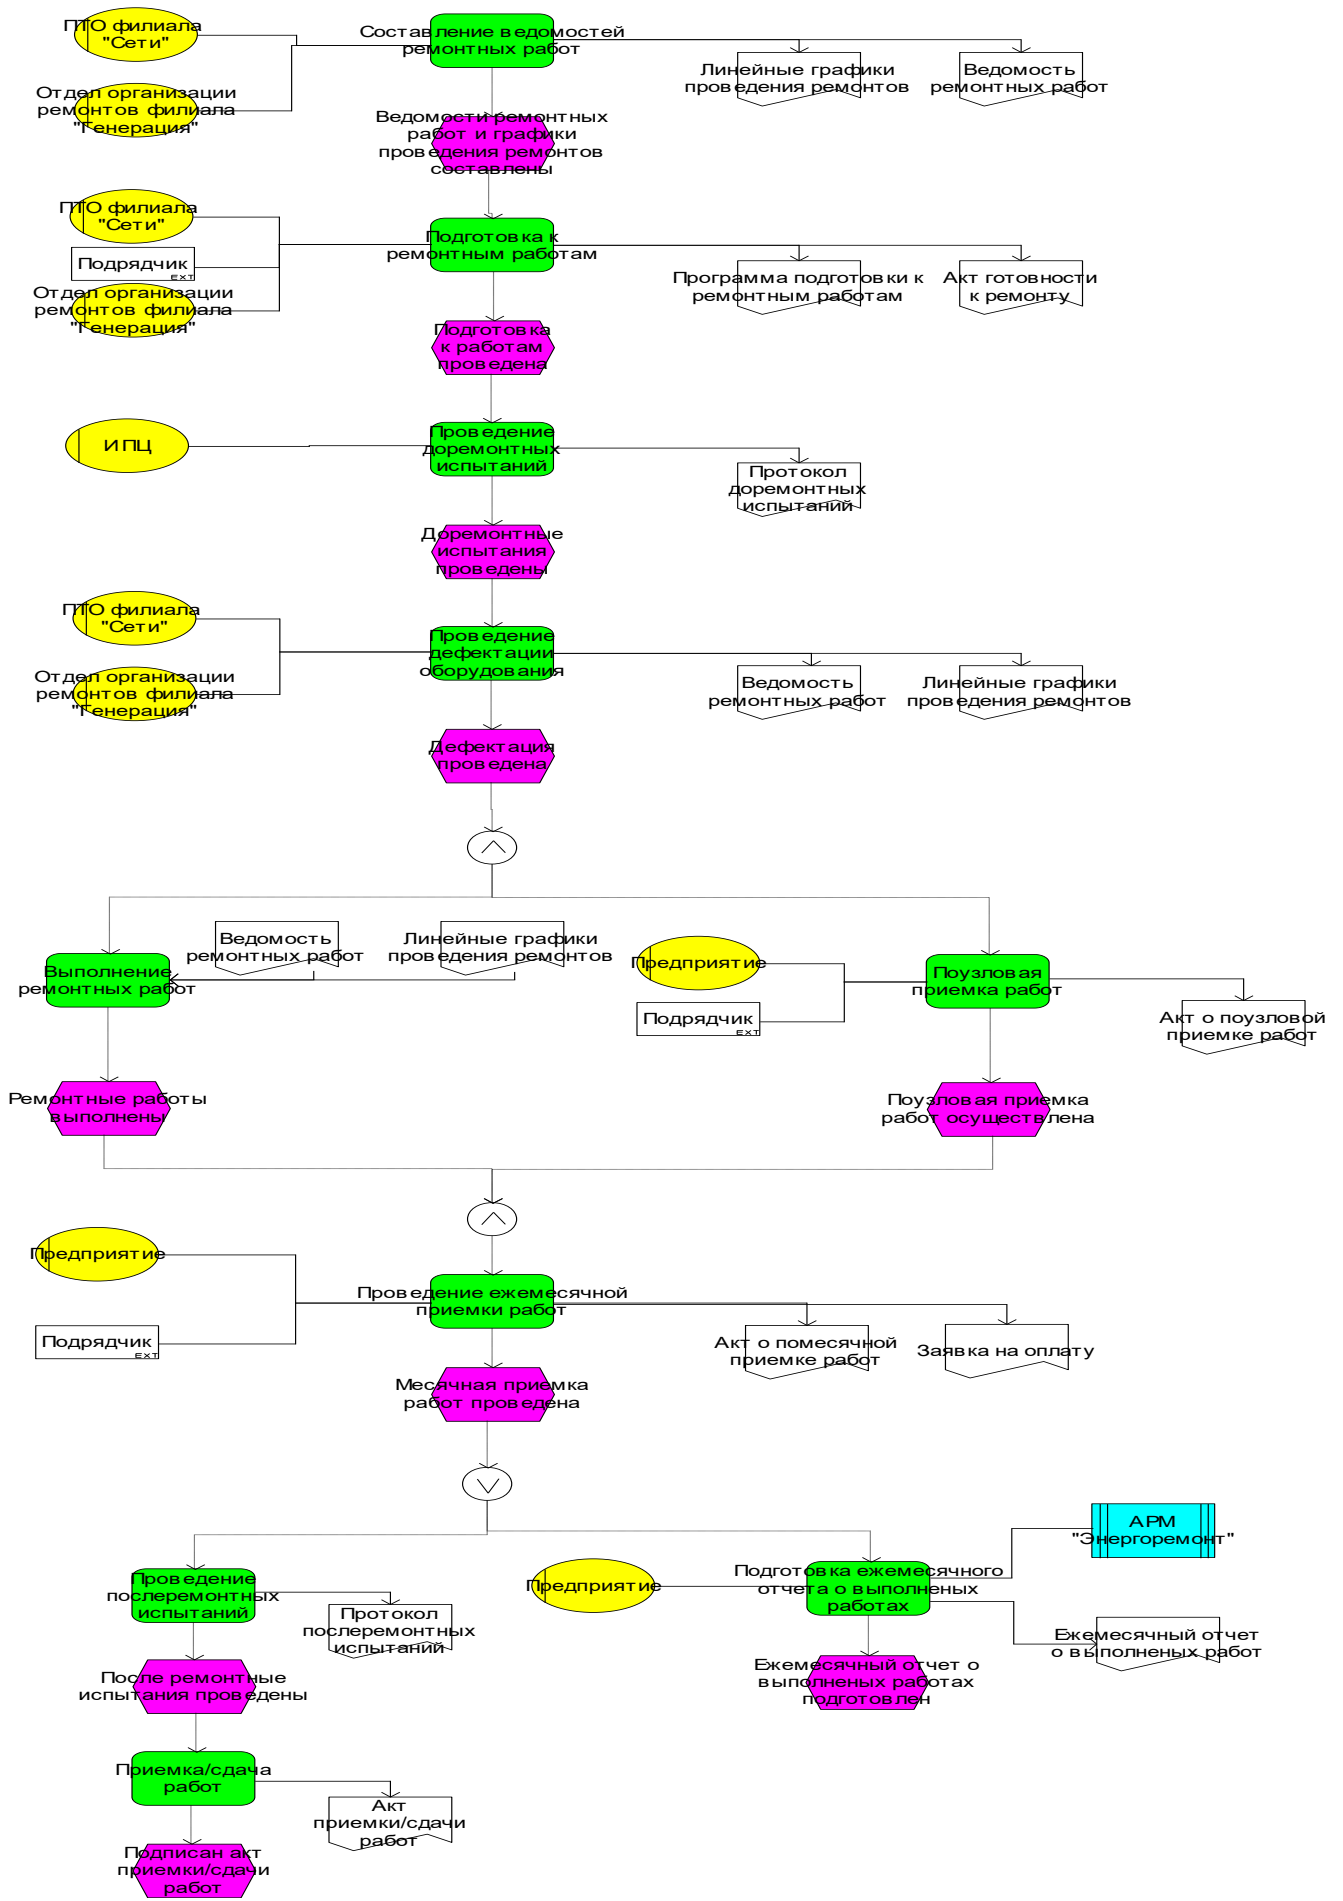 ПТО филиала
"Сети"
Составление ведомостей
ремонтных работ
Линейные графики
проведения ремонтов
Ведомость
ремонтных работ
Отдел организации
ремонтов филиала
"Генерация"
Ведомости ремонтных
работ и графики
проведения ремонтов
составлены
ПТО филиала
"Сети"
Подрядчик
EXT
Отдел организации
ремонтов филиала
"Генерация"
Подготовка к
ремонтным работам
Программа подготовки к
ремонтным работам
Акт готовности
к ремонту
Подготовка
к работам
проведена
ИПЦ
Проведение
доремонтных
испытаний
Протокол
доремонтных
испытаний
Доремонтные
испытания
проведены
ПТО филиала
"Сети"
Отдел организации
ремонтов филиала
"Генерация"
Проведение
дефектации
оборудования
Ведомость
ремонтных работ
Линейные графики
проведения ремонтов
Дефектация
проведена
Выполнение
ремонтных работ
Ведомость
ремонтных работ
Линейные графики
проведения ремонтов
Предприятие
Подрядчик
EXT
Поузловая
приемка работ
Акт о поузловой
приемке работ
Ремонтные работы
выполнены
Поузловая приемка
работ осуществлена
Предприятие
Подрядчик
EXT
Проведение ежемесячной
приемки работ
Акт о помесячной
приемке работ
Заявка на оплату
Месячная приемка
работ проведена
АРМ
"Энергоремонт"
Проведение
послеремонтных
испытаний
Протокол
послеремонтных
испытаний
Предприятие
Подготовка ежемесячного
отчета о выполненых
работах
Ежемесячный отчет
о выполненых работ
После ремонтные
испытания проведены
Ежемесячный отчет о
выполненых работах
подготовлен
Приемка/сдача
работ
Акт
приемки/сдачи
работ
Подписан акт
приемки/сдачи
работ